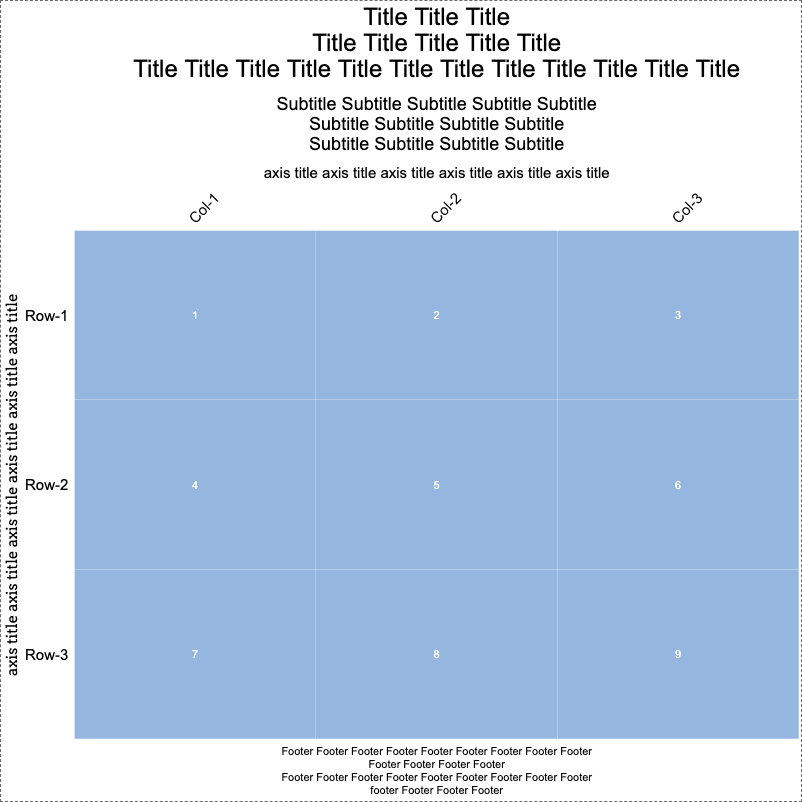 Title Title Title
Title Title Title Title Title
Title Title Title Title Title Title Title Title Title Title Title Title
Subtitle Subtitle Subtitle Subtitle Subtitle
Subtitle Subtitle Subtitle Subtitle
Subtitle Subtitle Subtitle Subtitle
axis title axis title axis title axis title axis title axis title
Col-1 Col-2 Col-3
axis title axis title axis title axis title axis title axis title
Row-1 1 2 3
Row-2 4 5 6
Row-3 7 8 9
Footer Footer Footer Footer Footer Footer Footer Footer Footer
Footer Footer Footer Footer
Footer Footer Footer Footer Footer Footer Footer Footer Footer
footer Footer Footer Footer